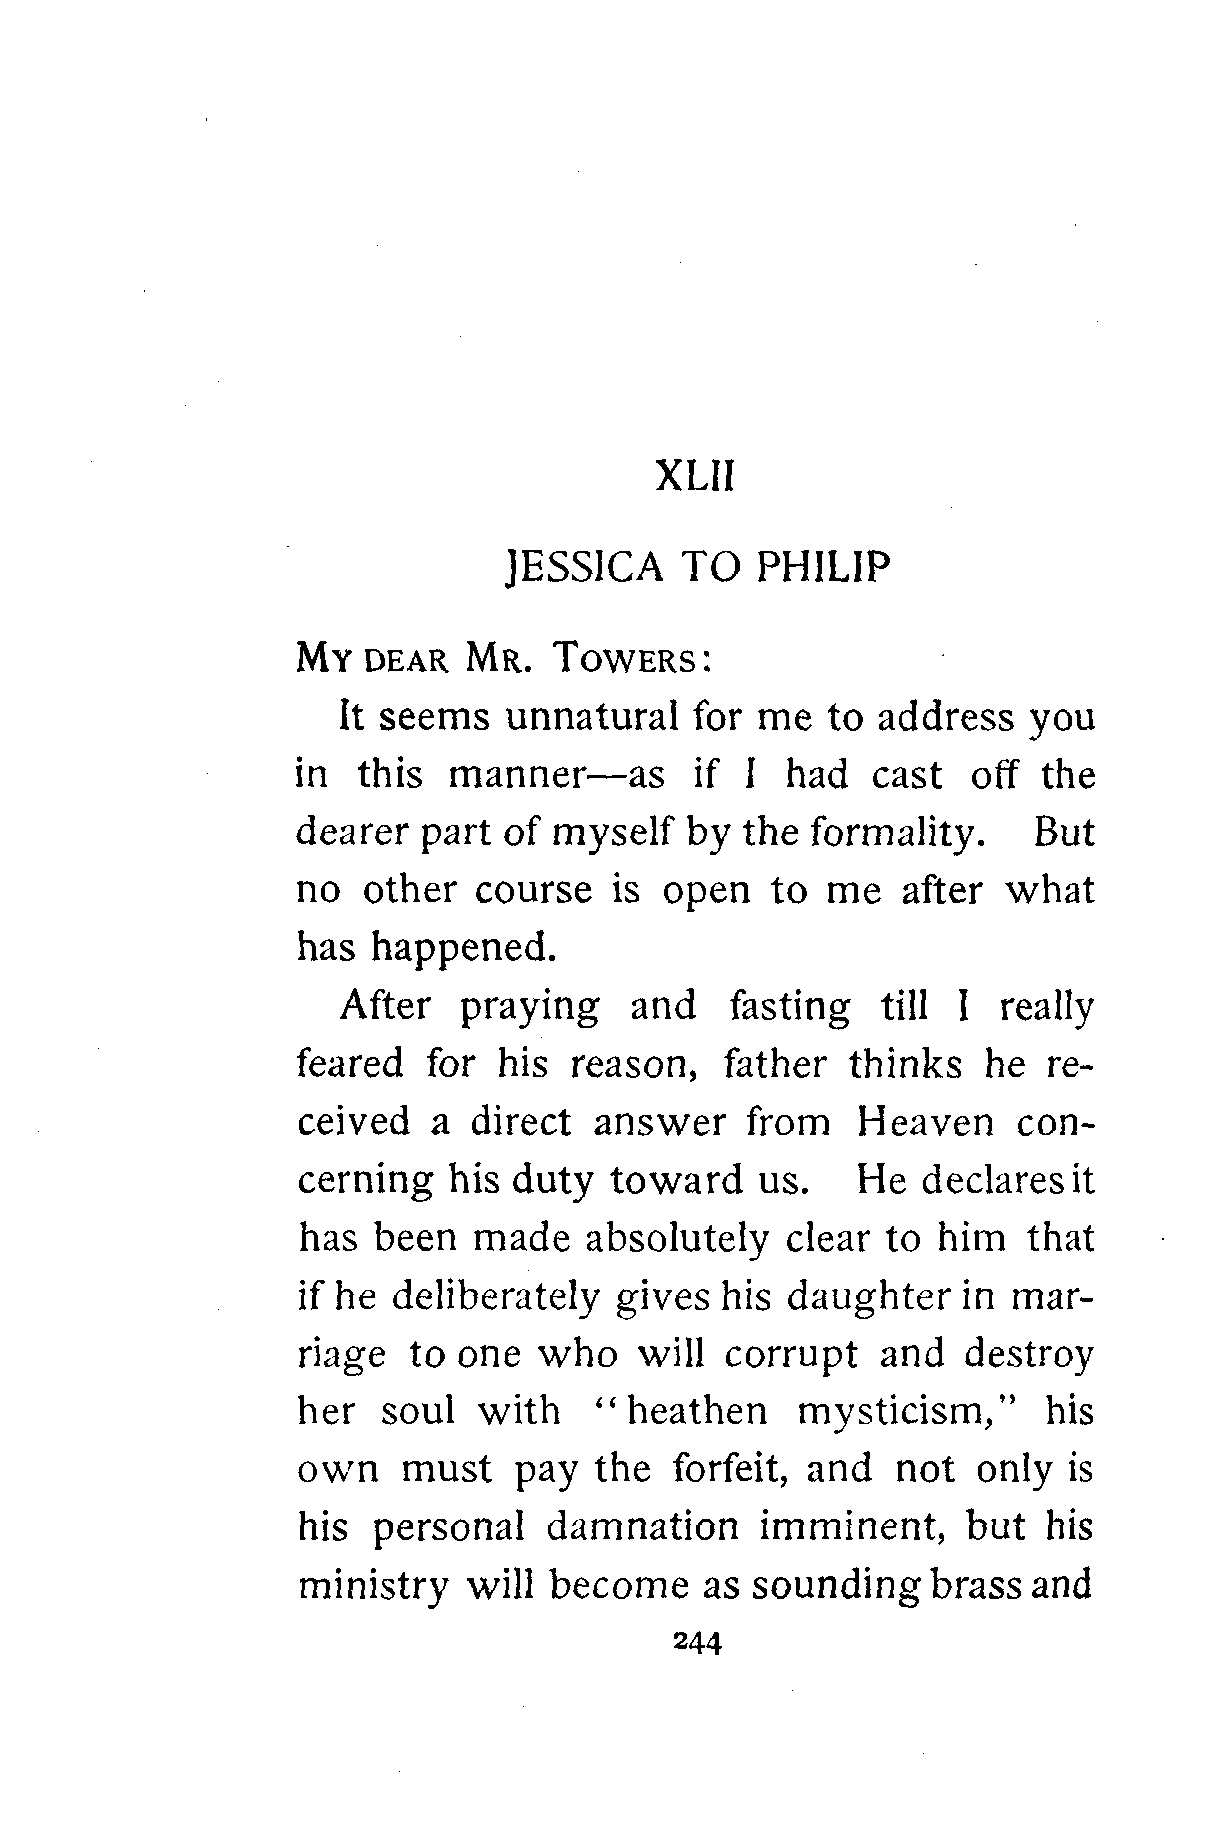 XLII
JESSICA TO PHILIP
MY DEAR MR. TOWERS:
It seems unnatural for me to address you
in this manner—as if I had cast off the
dearer part of myself by the formality. But
no other course is open to me after what
has happened.
After praying and fasting till I really
feared for his reason, father thinks he re-
ceived a direct answer from Heaven con-
cerning his duty toward us. He declares it
has been made absolutely clear to him that
if he deliberately gives his daughter in mar-
riage to one who will corrupt and destroy
her soul with “heathen mysticism,” his
own must pay the forfeit, and not only is
his personal damnation imminent, but his
ministry will become as sounding brass and
244